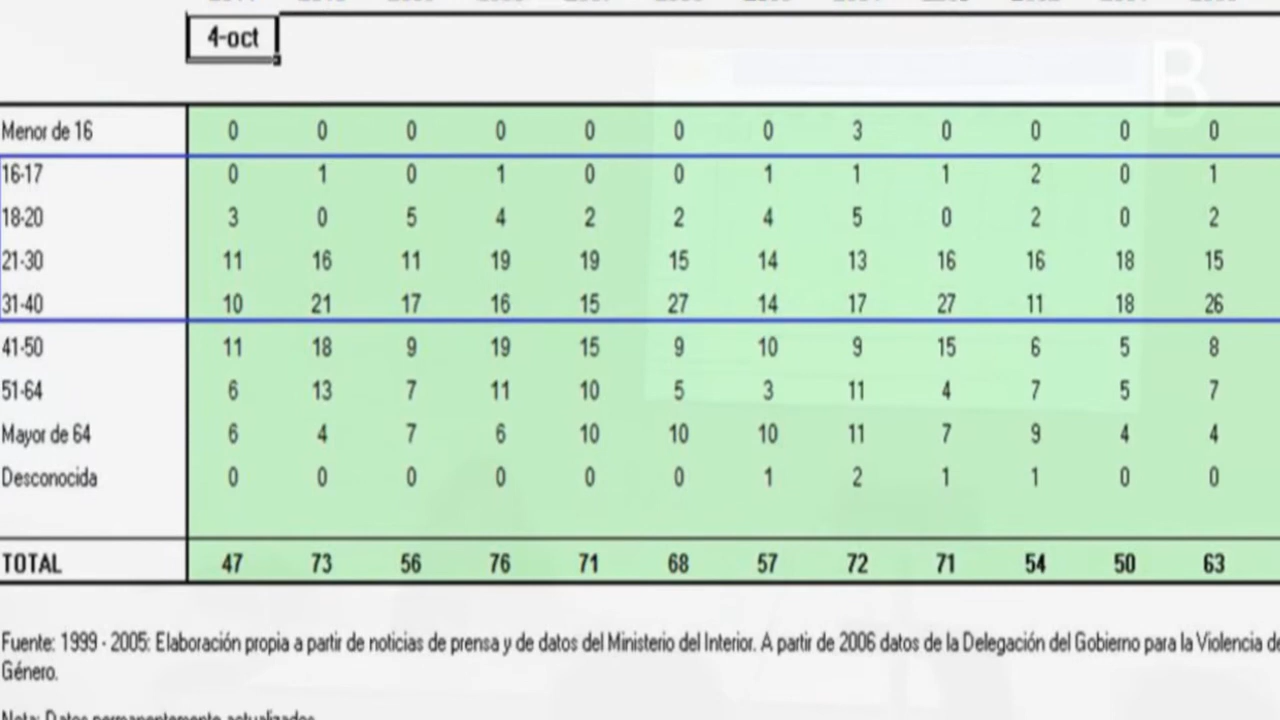 4-oct
B
Menor de 16 0 0 0 0 0 0 0 3 0 0 0 0
16-17 0 1 0 1 0 0 1 1 1 2 0 1
18-20 3 0 5 4 2 2 4 5 0 2 0 2
21-30 11 16 11 19 19 15 14 13 16 16 18 15
31-40 10 21 17 16 15 27 14 17 27 11 18 26
41-50 11 18 9 19 15 9 10 9 15 6 5 8
51-64 6 13 7 11 10 5 3 11 4 7 5 7
Mayor de 64 6 4 7 6 10 10 10 11 7 9 4 4
Desconocida 0 0 0 0 0 0 1 2 1 1 0 0
TOTAL 47 73 56 76 71 68 57 72 71 54 50 63
Fuente: 1999 - 2005: Elaboración propia a partir de noticias de prensa y de datos del Ministerio del Interior. A partir de 2006 datos de la Delegación del Gobierno para la Violencia de
Género.
Nota: Datos permanentemente actualizados